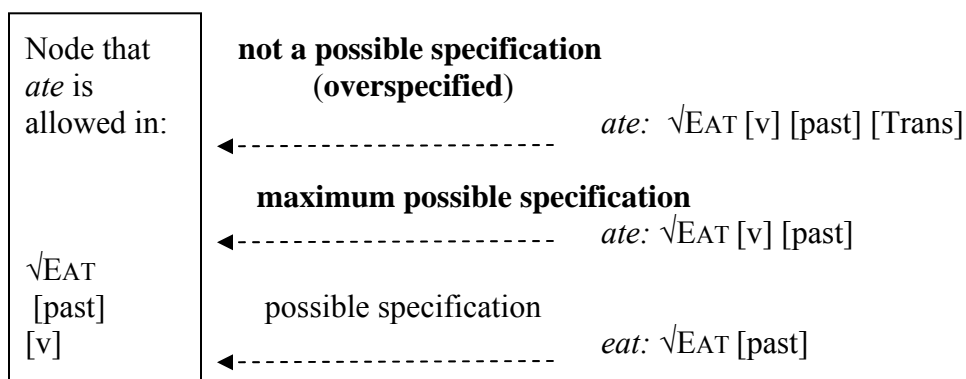 Node that
ate is
allowed in:
√EAT
[past]
[v]
not a possible specification
(overspecified)
ate: √EAT [v] [past] [Trans]
maximum possible specification
ate: √EAT [v] [past]
possible specification
eat: √EAT [past]